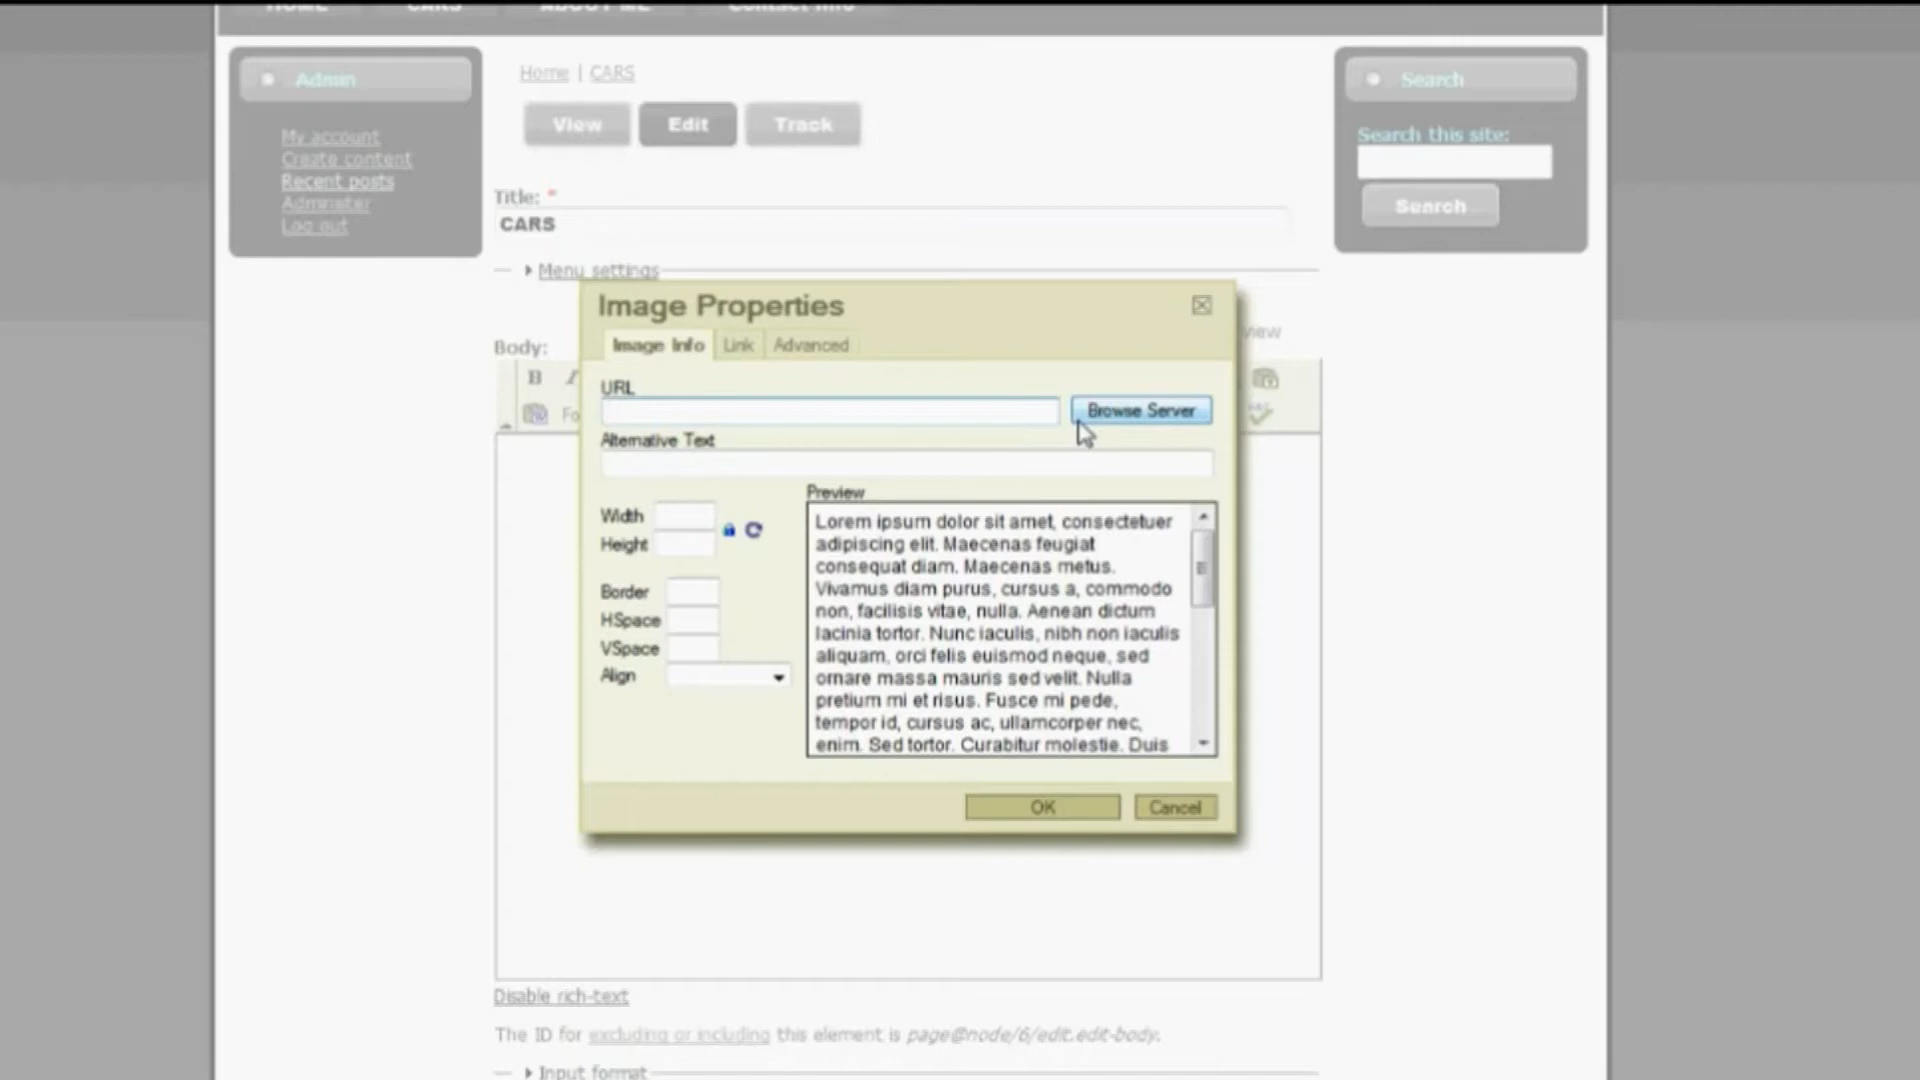 HOME CARS ABOUT ME Contact Info
Admin
My account
Create content
Recent posts
Administer
Log out
Home | CARS
View Edit Track
Title: *
CARS
Menu settings
Search
Search this site:
Search
Body:
B I
Image Properties
Image Info Link Advanced
URL
Browse Server
Alternative Text
Width
Height
Border
HSpace
VSpace
Align
Preview
Lorem ipsum dolor sit amet, consectetuer
adipiscing elit. Maecenas feugiat
consequat diam. Maecenas metus.
Vivamus diam purus, cursus a, commodo
non, facilisis vitae, nulla. Aenean dictum
lacinia tortor. Nunc iaculis, nibh non iaculis
aliquam, orci felis euismod neque, sed
ornare massa mauris sed velit. Nulla
pretium mi et risus. Fusce mi pede,
tempor id, cursus ac, ullamcorper nec,
enim. Sed tortor. Curabitur molestie. Duis
OK Cancel
Disable rich-text
The ID for excluding or including this element is page@node/6/edit.edit-body.
Input format